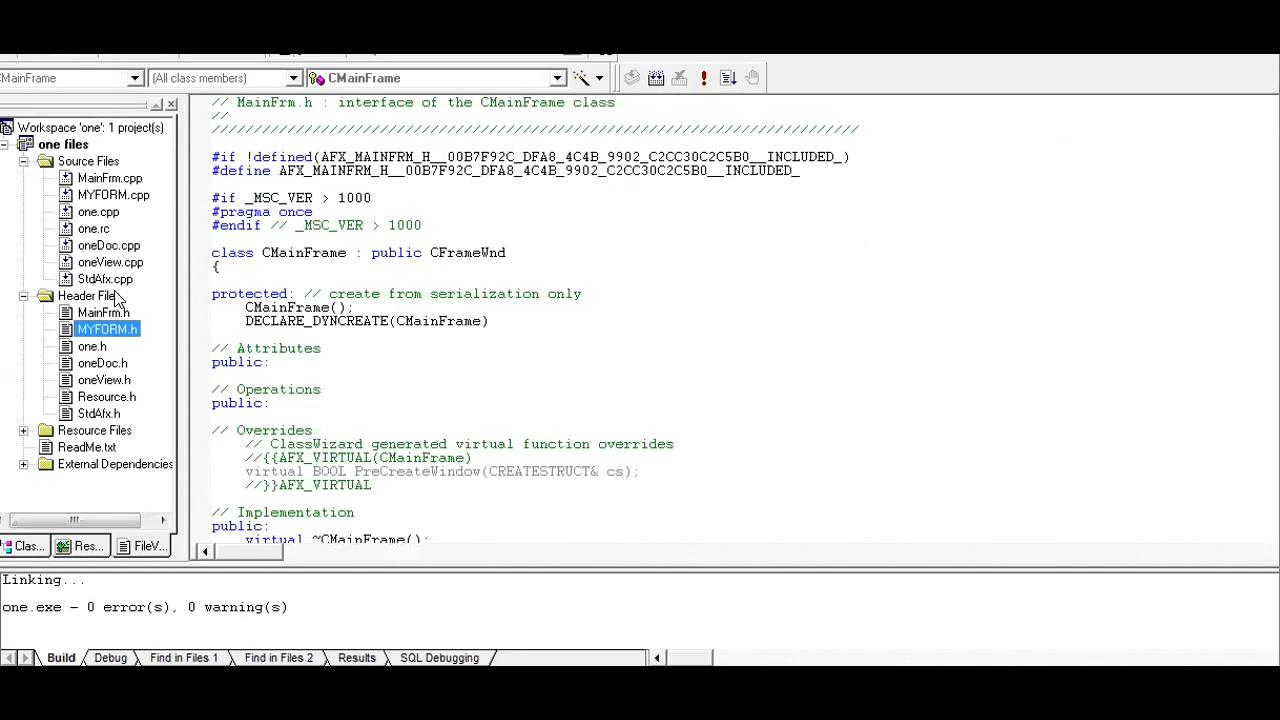 CMainFrame
(All class members)
CMainFrame
Workspace 'one': 1 project(s)
one files
Source Files
MainFrm.cpp
MYFORM.cpp
one.cpp
one.rc
oneDoc.cpp
oneView.cpp
StdAfx.cpp
Header Fil
MainFrm.h
MYFORM.h
one.h
oneDoc.h
oneView.h
Resource.h
StdAfx.h
Resource Files
ReadMe.txt
External Dependencies
Clas...
Res...
FileV...
// MainFrm.h : interface of the CMainFrame class
//
/////////////////////////////////////////////////////////////////////////////
#if !defined(AFX_MAINFRM_H__00B7F92C_DFA8_4C4B_9902_C2CC30C2C5B0__INCLUDED_)
#define AFX_MAINFRM_H__00B7F92C_DFA8_4C4B_9902_C2CC30C2C5B0__INCLUDED_
#if _MSC_VER > 1000
#pragma once
#endif // _MSC_VER > 1000
class CMainFrame : public CFrameWnd
{
protected: // create from serialization only
CMainFrame();
DECLARE_DYNCREATE(CMainFrame)
// Attributes
public:
// Operations
public:
// Overrides
// ClassWizard generated virtual function overrides
//{{AFX_VIRTUAL(CMainFrame)
virtual BOOL PreCreateWindow(CREATESTRUCT& cs);
//}}AFX_VIRTUAL
// Implementation
public:
virtual ~CMainFrame();
Linking...
one.exe - 0 error(s), 0 warning(s)
Build
Debug
Find in Files 1
Find in Files 2
Results
SQL Debugging